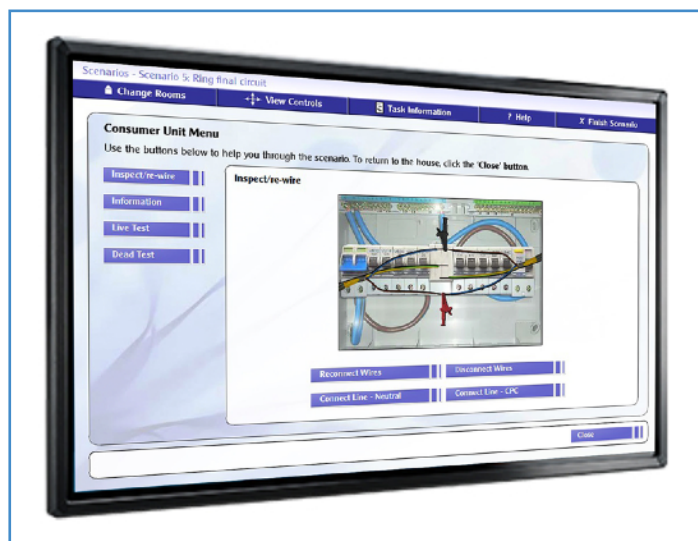 Scenarios - Scenario 5: Ring final circuit
Change Rooms
View Controls
Task Information
? Help
X Finish Scenario
Consumer Unit Menu
Use the buttons below to help you through the scenario. To return to the house, click the 'Close' button.
Inspect/re-wire
Information
Live Test
Dead Test
Inspect/re-wire
Reconnect Wires
Disconnect Wires
Connect Line - Neutral
Connect Line - CPC
Close